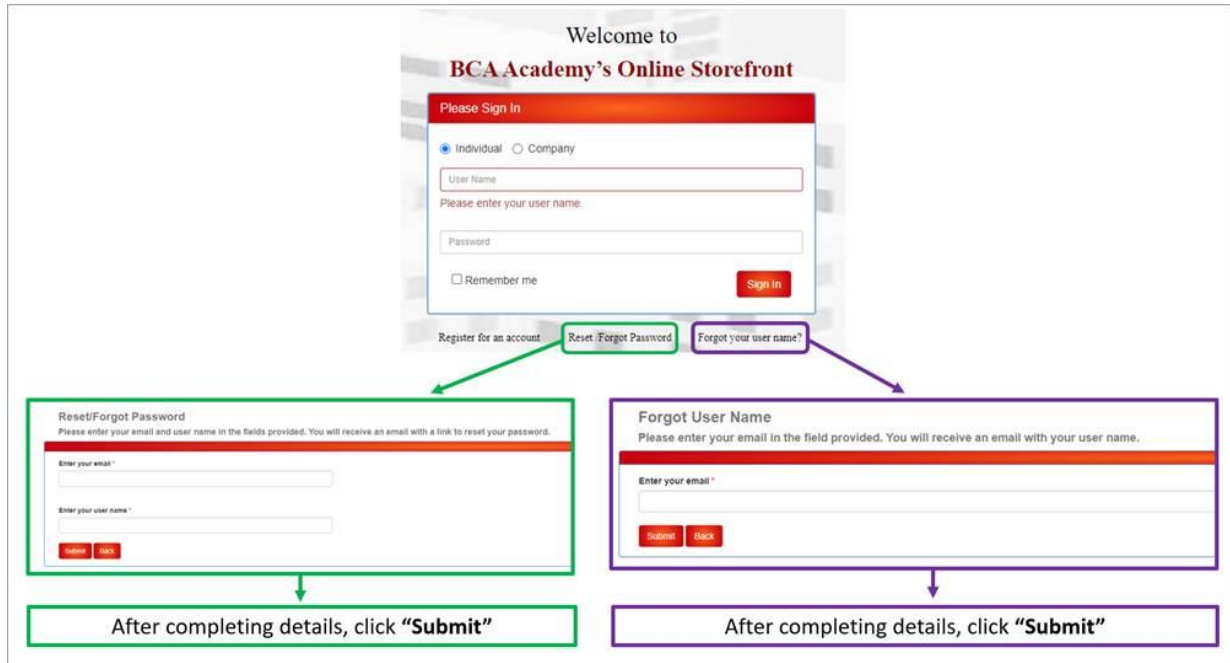 Welcome to
BCA Academy's Online Storefront
Please Sign In
Individual Company
User Name
Please enter your user name.
Password
Remember me
Sign In
Register for an account Reset /Forgot Password Forgot your user name?
Reset/Forgot Password
Please enter your email and user name in the fields provided. You will receive an email with a link to reset your password.
Enter your email *
Enter your user name *
Submit Back
After completing details, click “Submit”
Forgot User Name
Please enter your email in the field provided. You will receive an email with your user name.
Enter your email *
Submit Back
After completing details, click “Submit”